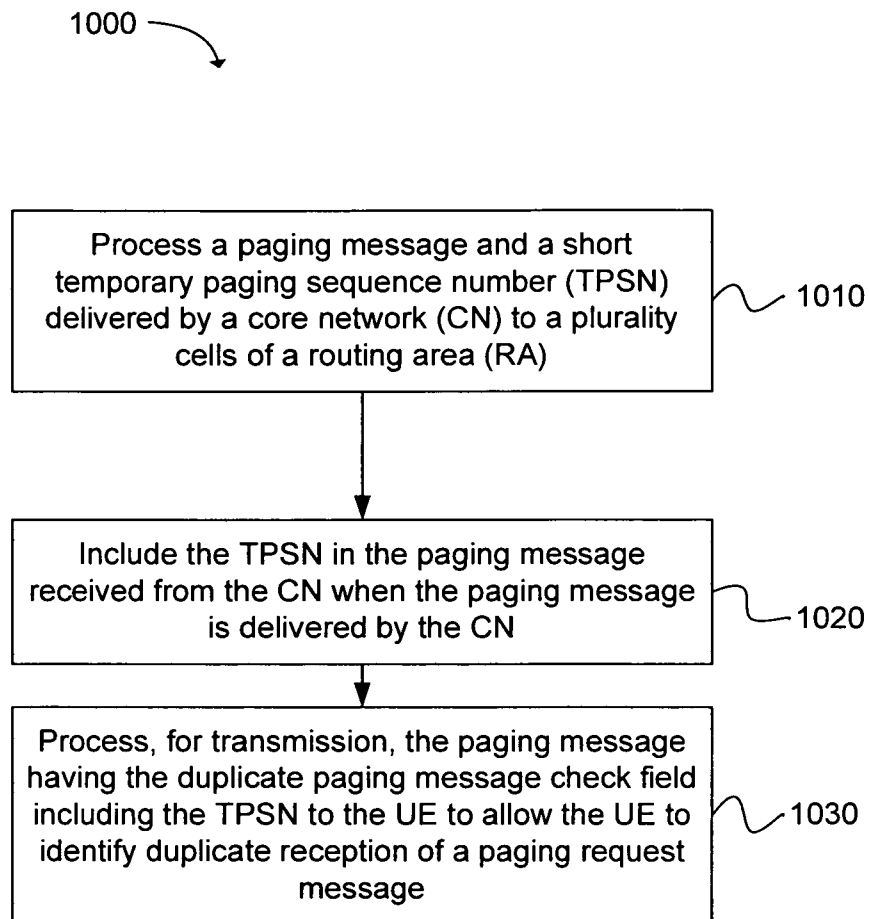 1000
Process a paging message and a short
temporary paging sequence number (TPSN)
delivered by a core network (CN) to a plurality
cells of a routing area (RA)
1010
Include the TPSN in the paging message
received from the CN when the paging message
is delivered by the CN
1020
Process, for transmission, the paging message
having the duplicate paging message check field
including the TPSN to the UE to allow the UE to
identify duplicate reception of a paging request
message
1030